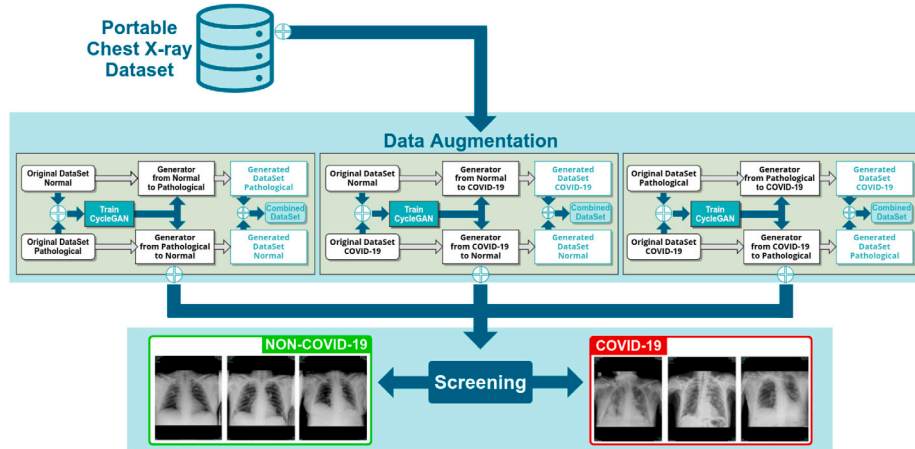 Portable
Chest X-ray
Dataset
Data Augmentation
Original DataSet
Normal
Generator
from Normal
to Pathological
Generated
DataSet
Pathological
Train
CycleGAN
Combined
DataSet
Original DataSet
Pathological
Generator
from Pathological
to Normal
Generated
DataSet
Normal
Original DataSet
Normal
Generator
from Normal
to COVID-19
Generated
DataSet
COVID-19
Train
CycleGAN
Combined
DataSet
Original DataSet
COVID-19
Generator
from COVID-19
to Normal
Generated
DataSet
Normal
Original DataSet
Pathological
Generator
from Pathological
to COVID-19
Generated
DataSet
COVID-19
Train
CycleGAN
Combined
DataSet
Original DataSet
COVID-19
Generator
from COVID-19
to Pathological
Generated
DataSet
Pathological
NON-COVID-19
Screening
COVID-19